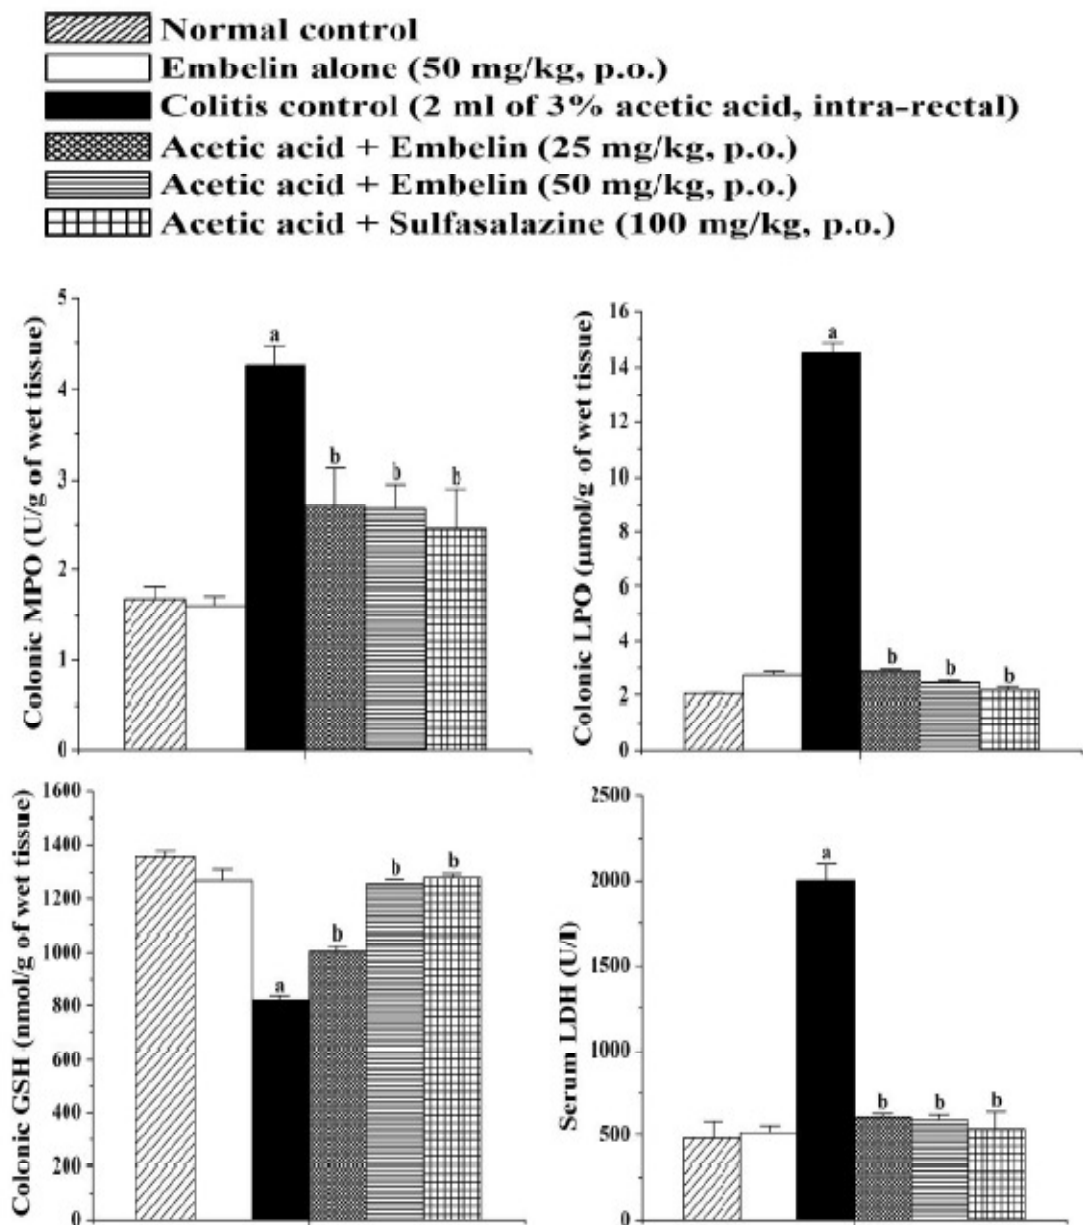 Normal control
Embelin alone (50 mg/kg, p.o.)
Colitis control (2 ml of 3% acetic acid, intra-rectal)
Acetic acid + Embelin (25 mg/kg, p.o.)
Acetic acid + Embelin (50 mg/kg, p.o.)
Acetic acid + Sulfasalazine (100 mg/kg, p.o.)
Colonic MPO (U/g of wet tissue)
5
4
3
2
1
0
a
b
b
b
Colonic LPO (µmol/g of wet tissue)
16
14
12
10
8
6
4
2
0
a
b
b
b
Colonic GSH (nmol/g of wet tissue)
1600
1400
1200
1000
800
600
400
200
0
a
b
b
b
Serum LDH (U/l)
2500
2000
1500
1000
500
0
a
b
b
b